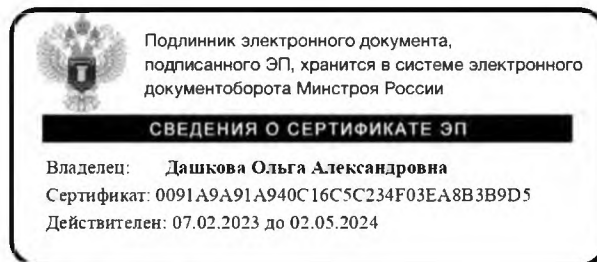 Подлинник электронного документа,
подписанного ЭП, хранится в системе электронного
документоборота Минстроя России
СВЕДЕНИЯ О СЕРТИФИКАТЕ ЭП
Владелец: Дашкова Ольга Александровна
Сертификат: 0091A9A91A940C16C5C234F03EA8B3B9D5
Действителен: 07.02.2023 до 02.05.2024